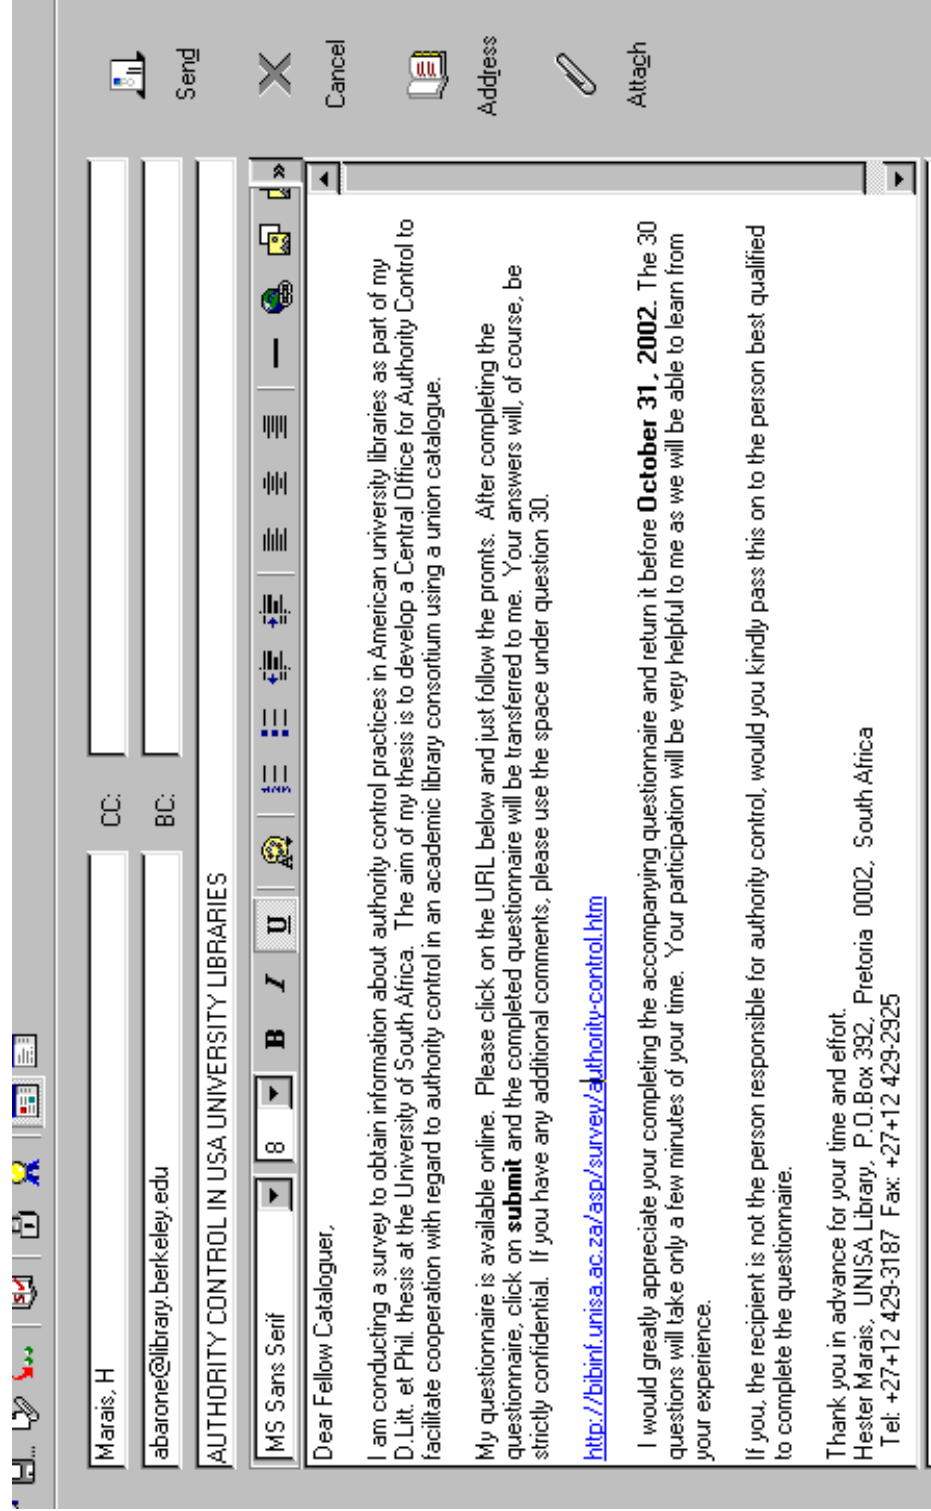 Marais, H
CC:
abarone@library.berkeley.edu
BC:
AUTHORITY CONTROL IN USA UNIVERSITY LIBRARIES
MS Sans Serif 8 B I U
Dear Fellow Cataloguer,
I am conducting a survey to obtain information about authority control practices in American university libraries as part of my
D.Litt. et Phil. thesis at the University of South Africa. The aim of my thesis is to develop a Central Office for Authority Control to
facilitate cooperation with regard to authority control in an academic library consortium using a union catalogue.
My questionnaire is available online. Please click on the URL below and just follow the promts. After completing the
questionnaire, click on submit and the completed questionnaire will be transferred to me. Your answers will, of course, be
strictly confidential. If you have any additional comments, please use the space under question 30.
http://bibinf.unisa.ac.za/asp/survey/authority-control.htm
I would greatly appreciate your completing the accompanying questionnaire and return it before October 31, 2002. The 30
questions will take only a few minutes of your time. Your participation will be very helpful to me as we will be able to learn from
your experience.
If you, the recipient is not the person responsible for authority control, would you kindly pass this on to the person best qualified
to complete the questionnaire.
Thank you in advance for your time and effort.
Hester Marais, UNISA Library, P.O.Box 392, Pretoria 0002, South Africa
Tel: +27+12 429-3187 Fax: +27+12 429-2925
Send
Cancel
Address
Attach